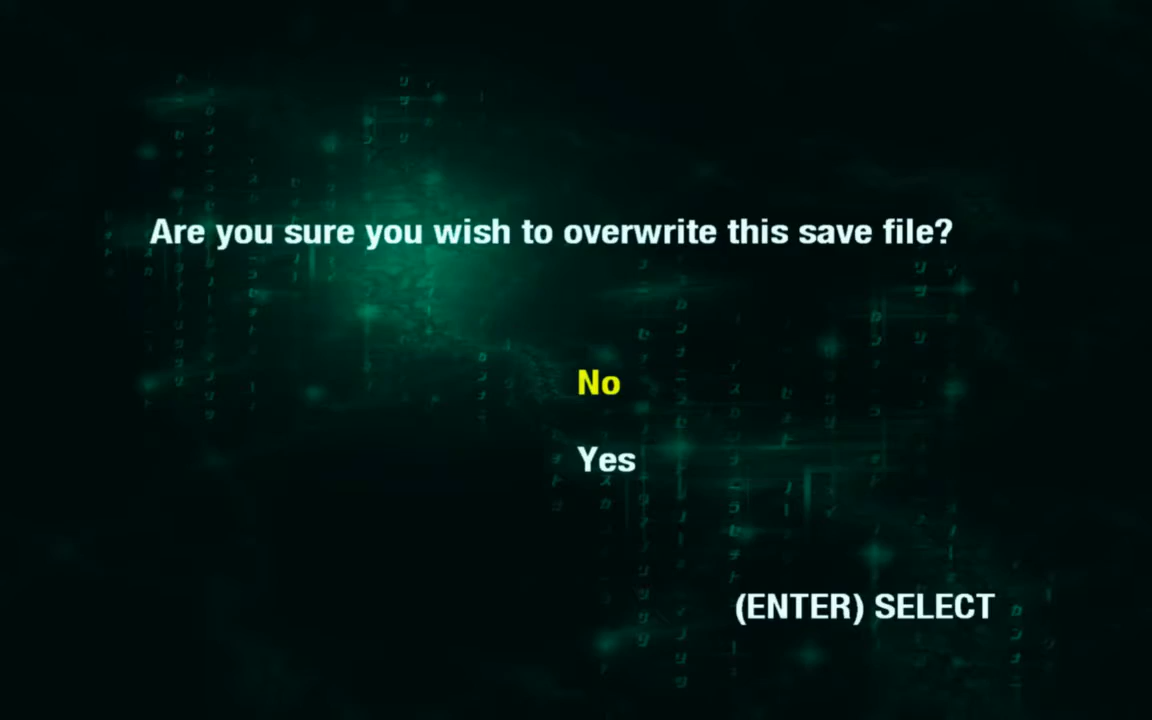 Are you sure you wish to overwrite this save file?
No
Yes
(ENTER) SELECT